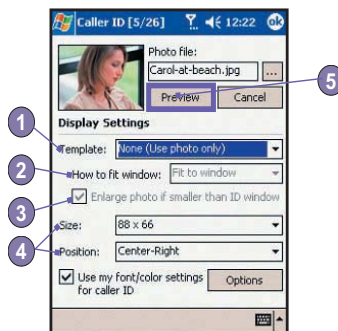 Caller ID [5/26] 12:22 ok
Photo file:
Carol-at-beach.jpg ...
Preview Cancel
5
Display Settings
1
Template: None (Use photo only)
2
How to fit window: Fit to window
3
Enlarge photo if smaller than ID window
Size: 88 x 66
4
Position: Center-Right
Use my font/color settings for caller ID Options